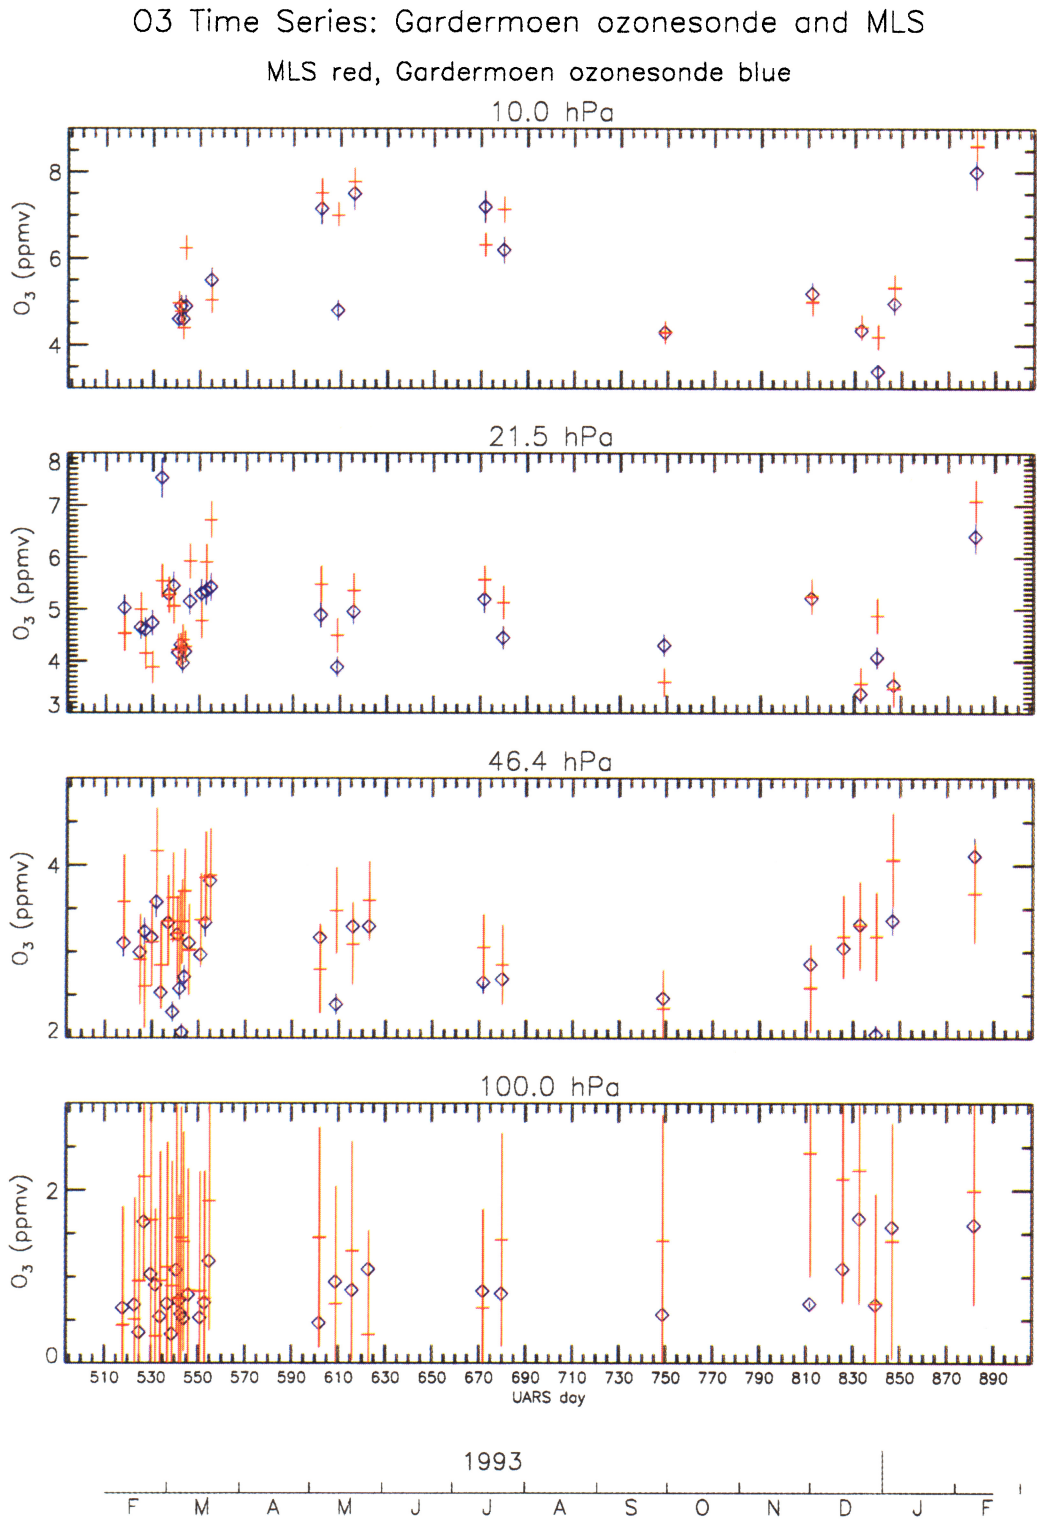 O3 Time Series: Gardermoen ozonesonde and MLS
MLS red, Gardermoen ozonesonde blue
10.0 hPa
8
6
4
O3 (ppmv)
21.5 hPa
8
7
6
5
4
3
O3 (ppmv)
46.4 hPa
4
2
O3 (ppmv)
100.0 hPa
2
0
O3 (ppmv)
510 530 550 570 590 610 630 650 670 690 710 730 750 770 790 810 830 850 870 890
UARS day
1993
F M A M J J A S O N D J F